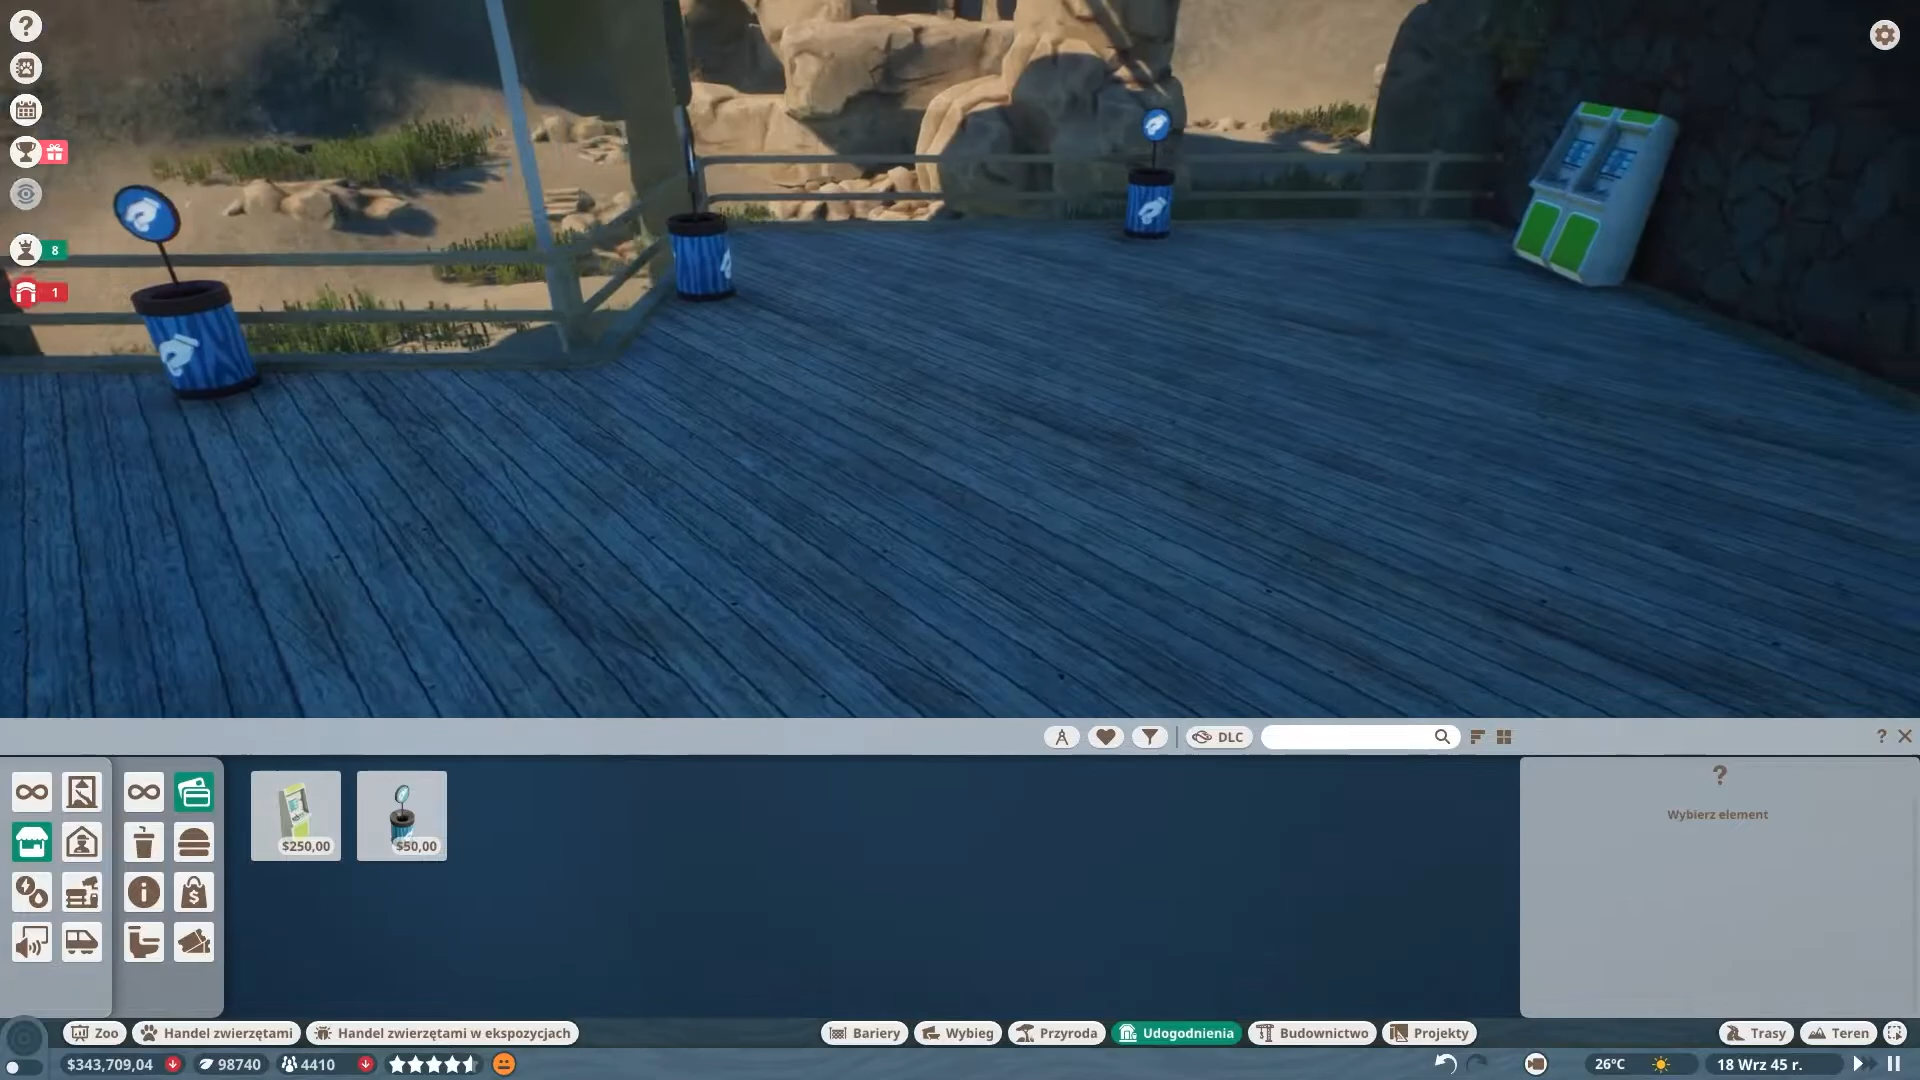 8
1
DLC
?
Wybierz element
$250,00
$50,00
Zoo
Handel zwierzętami
Handel zwierzętami w ekspozycjach
Bariery
Wybieg
Przyroda
Udogodnienia
Budownictwo
Projekty
Trasy
Teren
$343,709,04
98740
4410
26°C
18 Wrz 45 r.